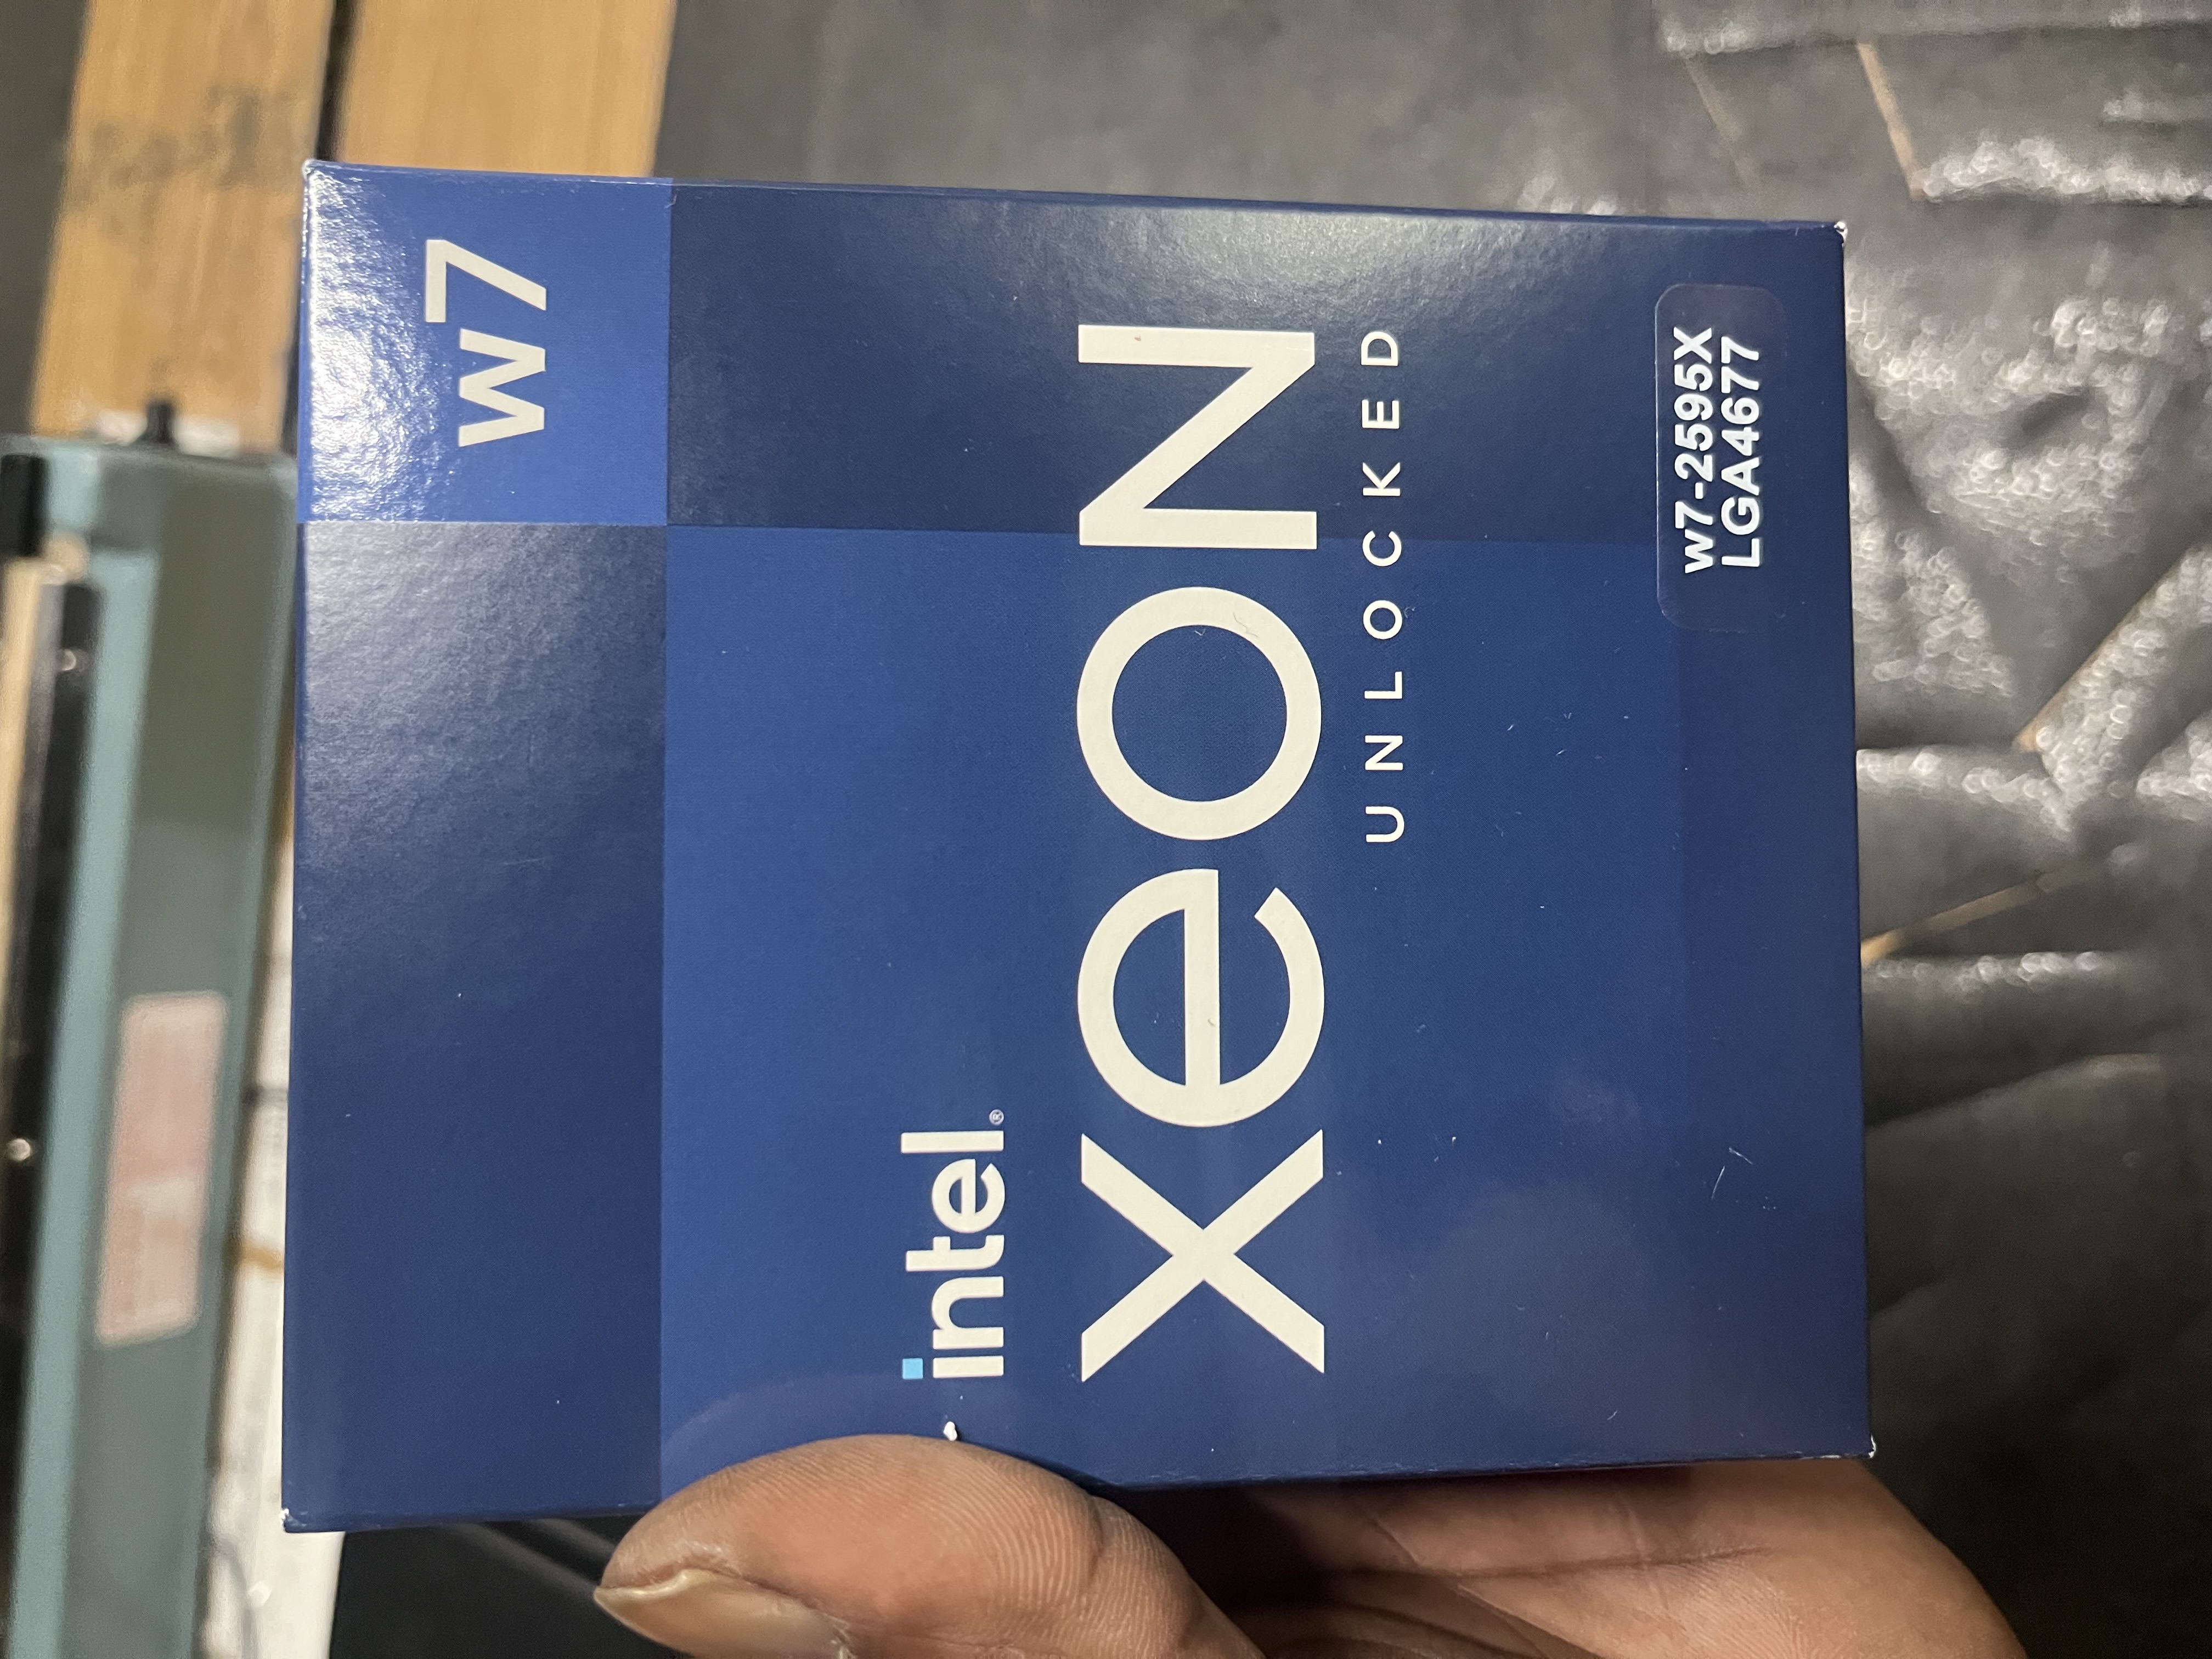 w7
intel®
xeon
UNLOCKED
w7-2595X
LGA4677